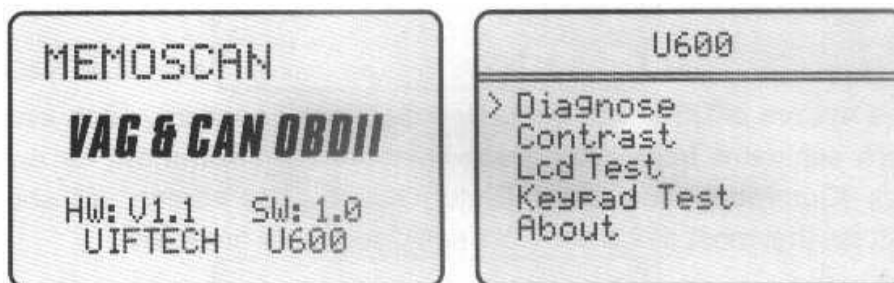 MEMOSCAN
VAG & CAN OBDII
HW: V1.1 SW: 1.0
VIFTECH U600
U600
> Diagnose
Contrast
Lcd Test
Keypad Test
About